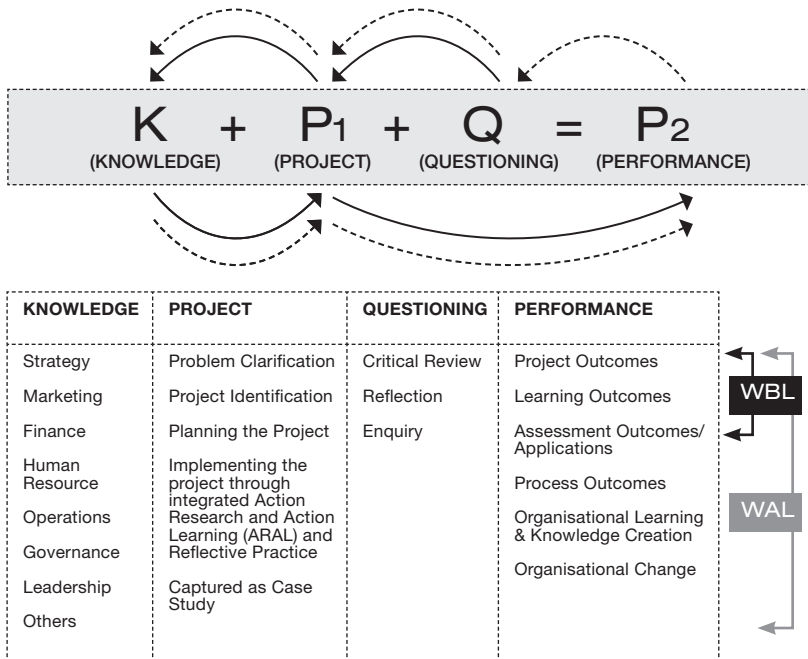 K + P1 + Q = P2
(KNOWLEDGE) (PROJECT) (QUESTIONING) (PERFORMANCE)
KNOWLEDGE
Strategy
Marketing
Finance
Human
Resource
Operations
Governance
Leadership
Others
PROJECT
Problem Clarification
Project Identification
Planning the Project
Implementing the
project through
integrated Action
Research and Action
Learning (ARAL) and
Reflective Practice
Captured as Case
Study
QUESTIONING
Critical Review
Reflection
Enquiry
PERFORMANCE
Project Outcomes
Learning Outcomes
Assessment Outcomes/
Applications
Process Outcomes
Organisational Learning
& Knowledge Creation
Organisational Change
WBL
WAL